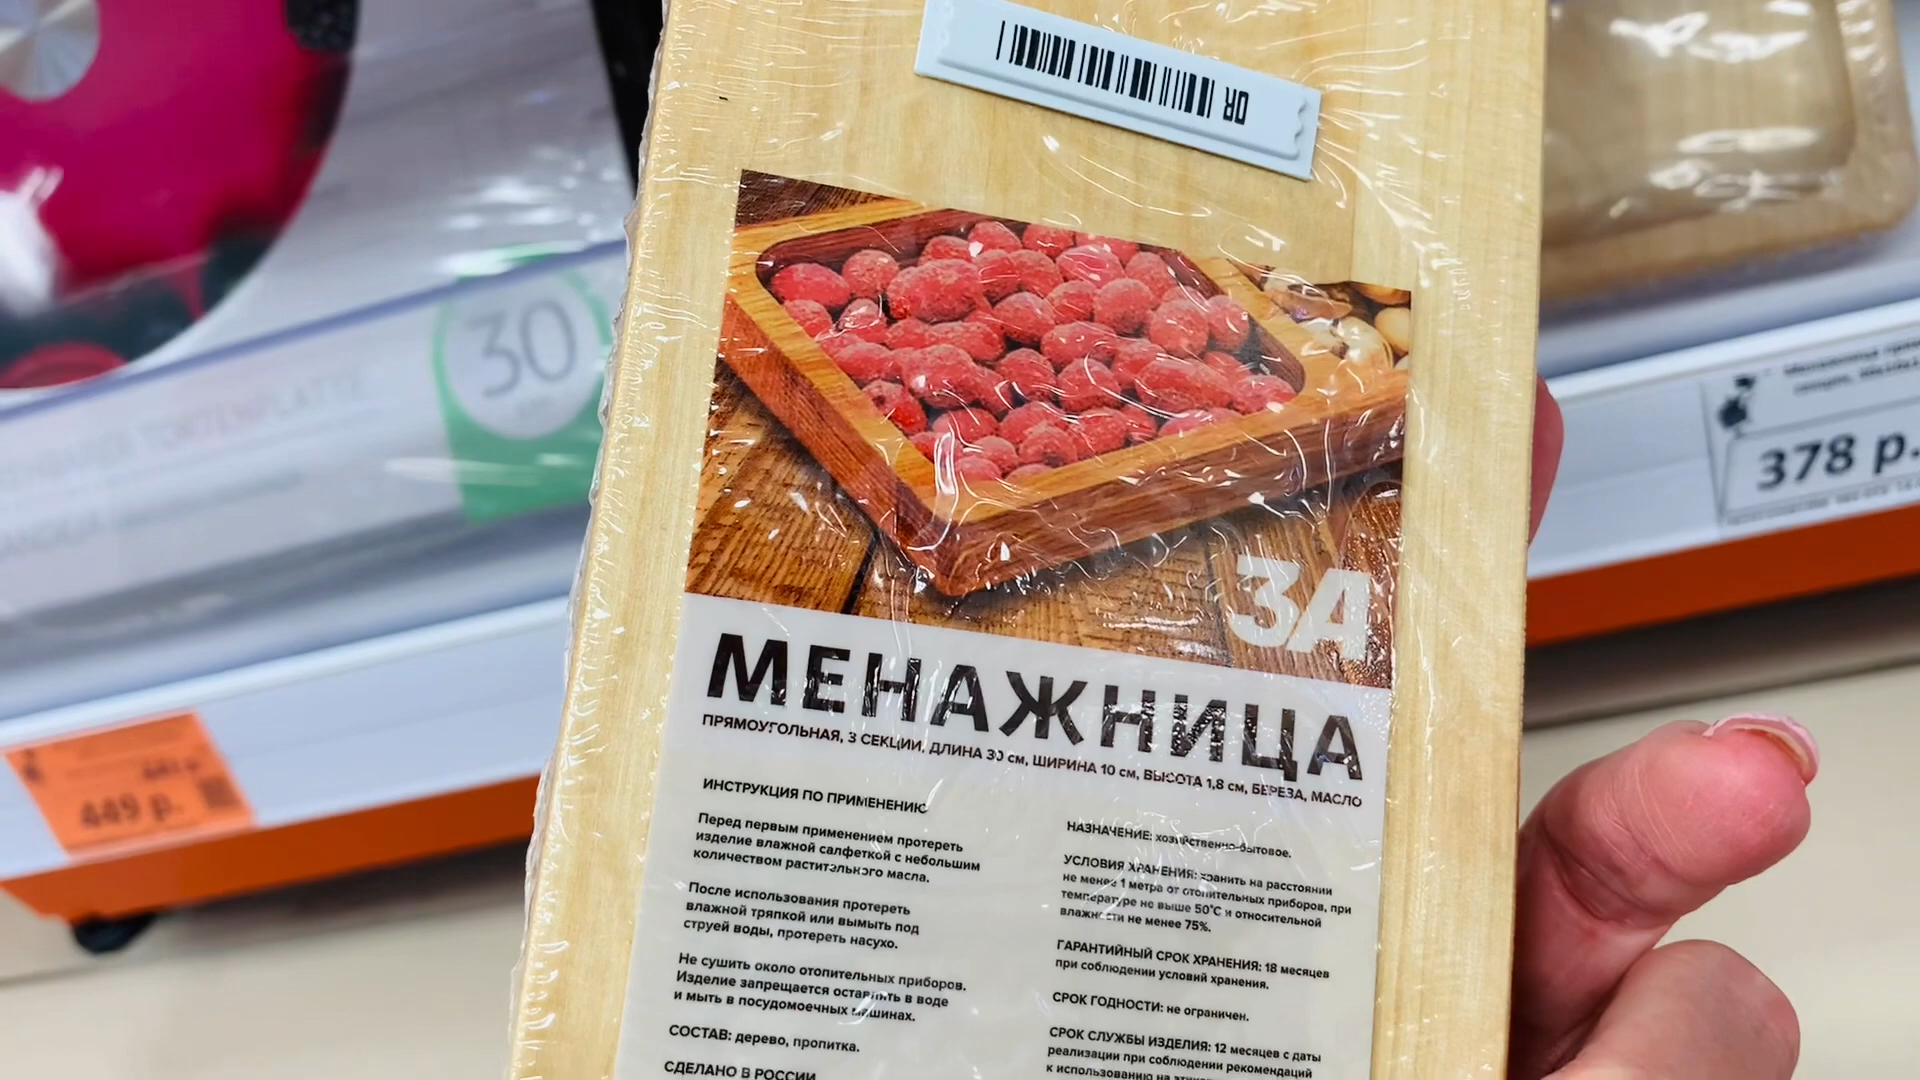 DR
30
378 р.
449 р.
ЗА
МЕНАЖНИЦА
ПРЯМОУГОЛЬНАЯ, 3 СЕКЦИИ, ДЛИНА 30 см, ШИРИНА 10 см, ВЫСОТА 1,8 см, БЕРЕЗА, МАСЛО
ИНСТРУКЦИЯ ПО ПРИМЕНЕНИЮ
Перед первым применением протереть
изделие влажной салфеткой с небольшим
количеством растительного масла.
После использования протереть
влажной тряпкой или вымыть под
струей воды, протереть насухо.
Не сушить около отопительных приборов.
Изделие запрещается оставлять в воде
и мыть в посудомоечных машинах.
СОСТАВ: дерево, пропитка.
СДЕЛАНО В РОССИИ
НАЗНАЧЕНИЕ: хозяйственно-бытовое.
УСЛОВИЯ ХРАНЕНИЯ: хранить на расстоянии
не менее 1 метра от отопительных приборов, при
температуре не выше 50°C и относительной
влажности не менее 75%.
ГАРАНТИЙНЫЙ СРОК ХРАНЕНИЯ: 18 месяцев
при соблюдении условий хранения.
СРОК ГОДНОСТИ: не ограничен.
СРОК СЛУЖБЫ ИЗДЕЛИЯ: 12 месяцев с даты
реализации при соблюдении рекомендаций
к использованию на